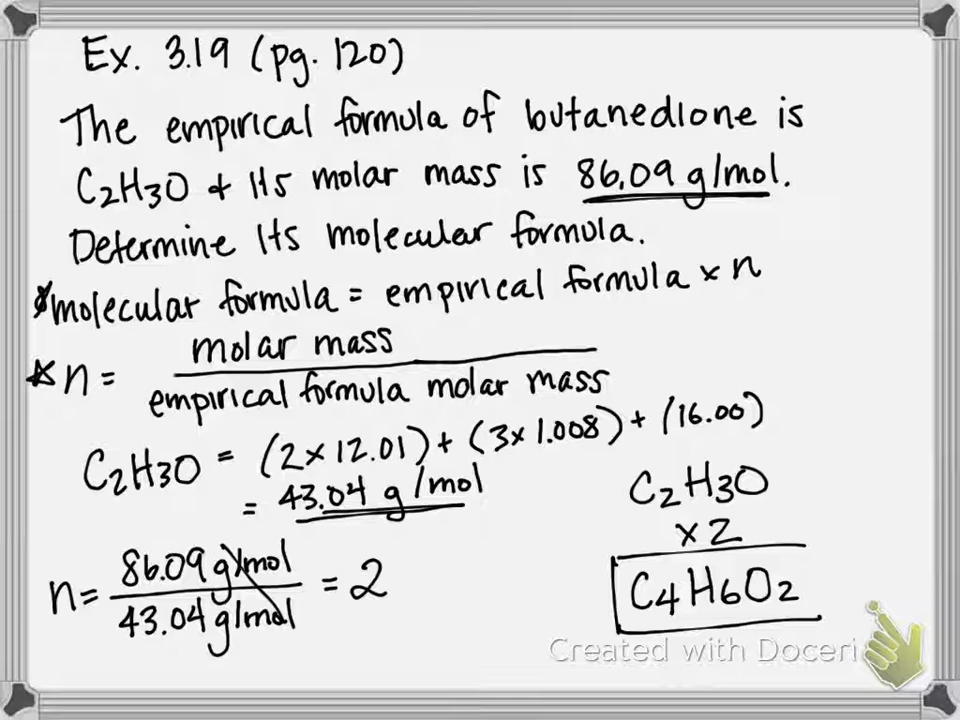 Ex. 3.19 (pg. 120)
The empirical formula of butanedione is
C2H3O & its molar mass is 86.09 g/mol.
Determine its molecular formula.
*molecular formula = empirical formula × n
*n = molar mass
empirical formula molar mass
C2H3O = (2 × 12.01) + (3 × 1.008) + (16.00)
= 43.04 g/mol
n = 86.09 g/mol
43.04 g/mol
= 2
C2H3O
× 2
C4H6O2
Created with Doceri